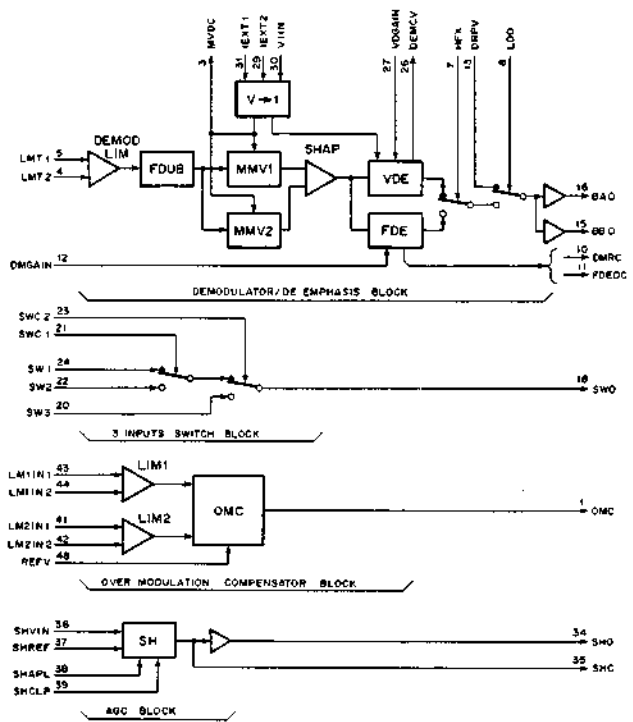 MVDC IEXT1 IEXT2 VIIN VDGAIN DEMCV HFX DRPV LDO
3 31 29 30 27 26 7 13 8
V→I
DEMOD LIM
SHAP
LMT1 5
LMT2 4
FDUB
MMV1
VDE
MMV2
FDE
16 BAO
15 BBO
DMGAIN 12
10 DMRC
11 FDEDC
DEMODULATOR/DE EMPHASIS BLOCK
SWC2 23
SWC1 21
SW1 24
SW2 22
SW3 20
18 SWO
3 INPUTS SWITCH BLOCK
LM1IN1 43
LM1IN2 44
LIM1
OMC
1 OMC
LM2IN1 41
LM2IN2 42
LIM2
REFV 48
OVER MODULATION COMPENSATOR BLOCK
SHVIN 36
SHREF 37
SH
34 SHO
35 SHC
SHAPL 38
SHCLP 39
AGC BLOCK